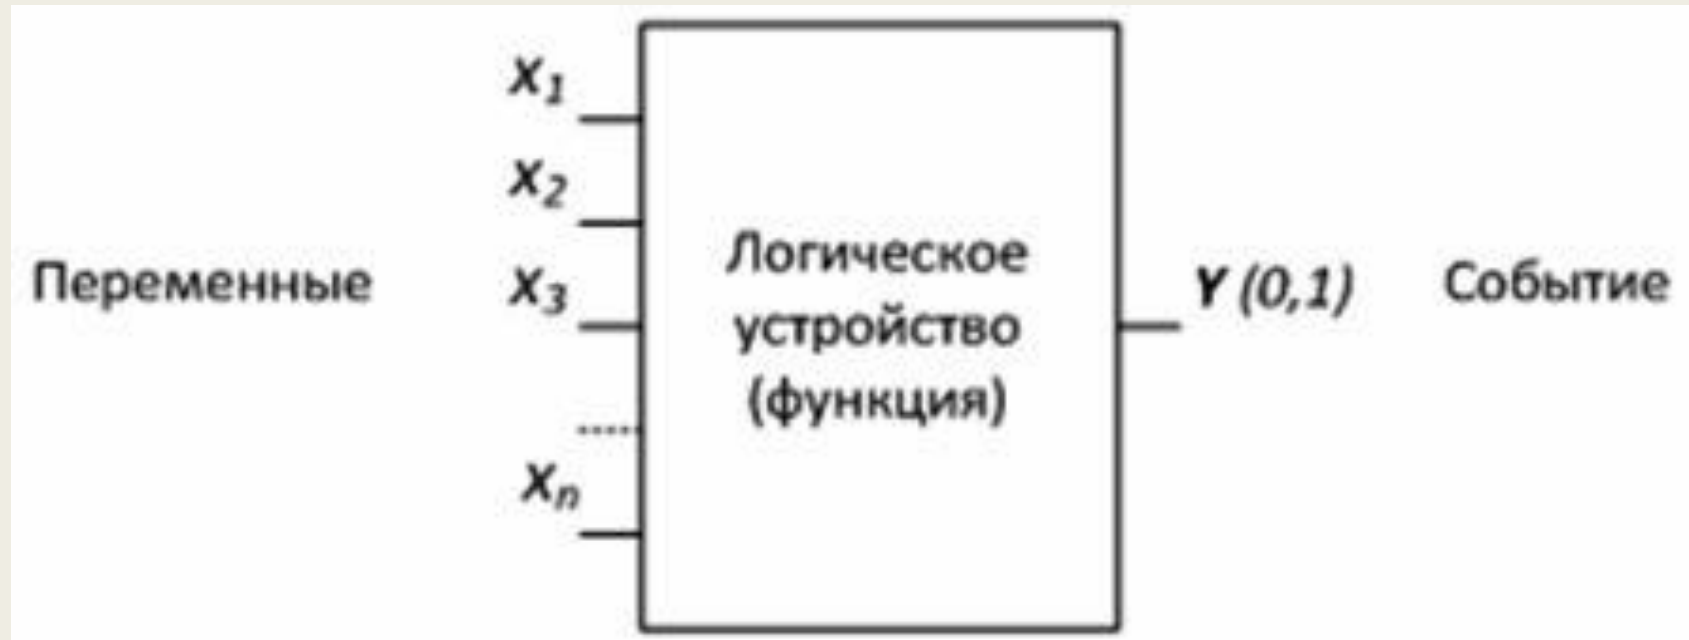 X1
X2
Переменные
X3
Xn
Логическое
устройство
(функция)
Y (0,1)
Событие